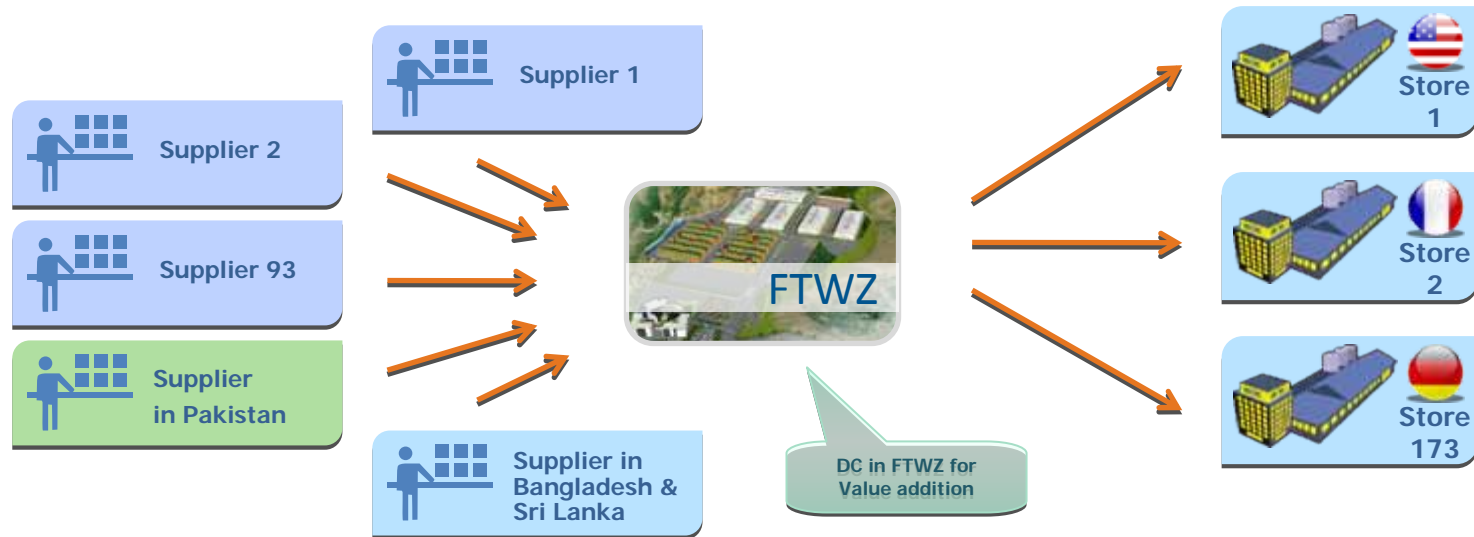 Supplier 1
Supplier 2
Supplier 93
Supplier
in Pakistan
Supplier in
Bangladesh &
Sri Lanka
FTWZ
DC in FTWZ for
Value addition
Store
1
Store
2
Store
173